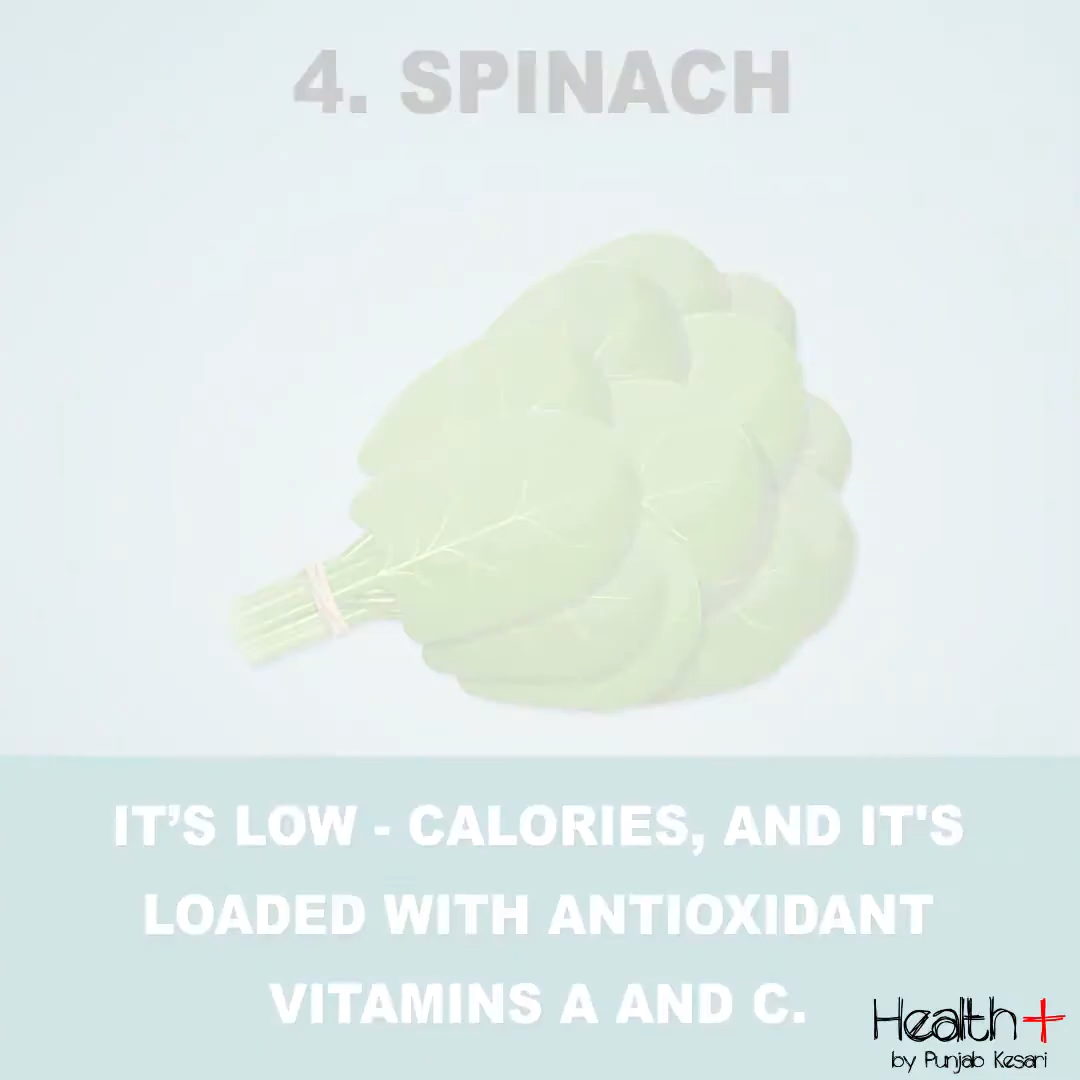 4. SPINACH
IT’S LOW - CALORIES, AND IT'S
LOADED WITH ANTIOXIDANT
VITAMINS A AND C.
Health+
by Punjab Kesari